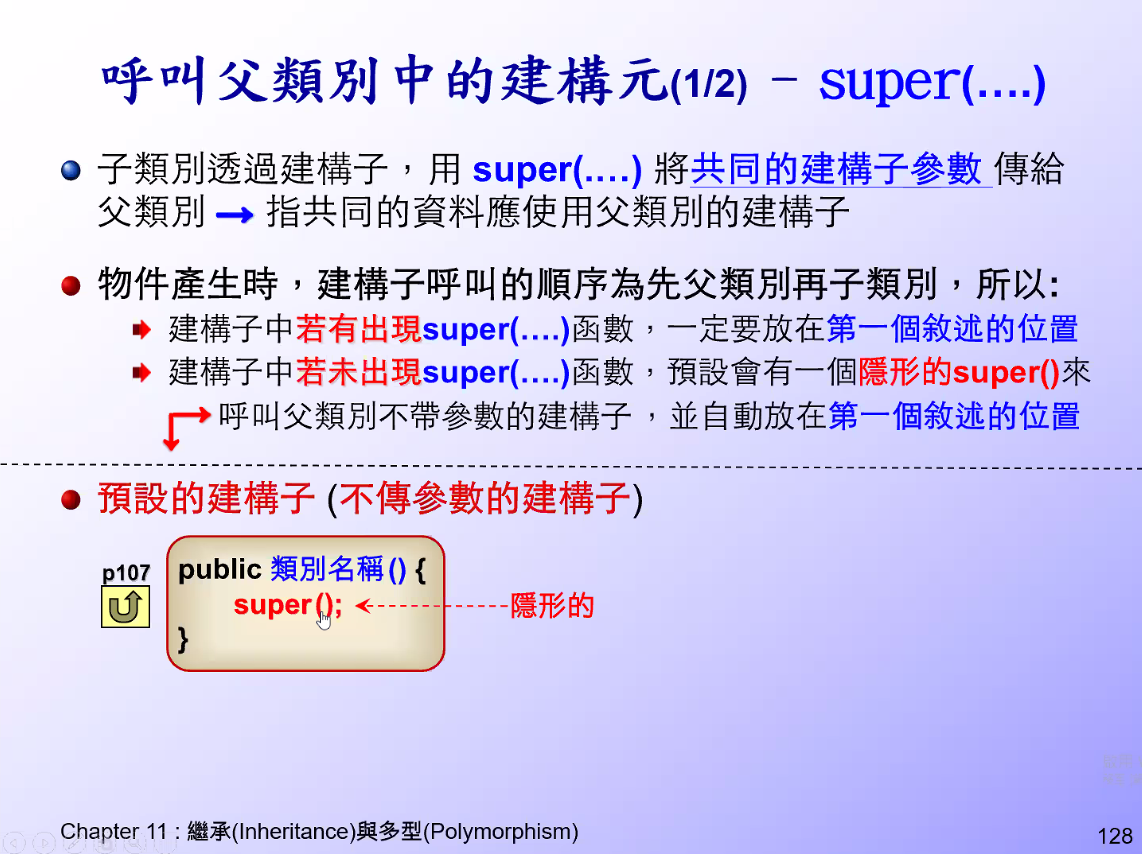 呼叫父類別中的建構元(1/2) － super(….)
子類別透過建構子，用 super(.…) 將共同的建構子參數 傳給
父類別 → 指共同的資料應使用父類別的建構子
物件產生時，建構子呼叫的順序為先父類別再子類別，所以:
建構子中若有出現super(….)函數，一定要放在第一個敘述的位置
建構子中若未出現super(….)函數，預設會有一個隱形的super()來
呼叫父類別不帶參數的建構子，並自動放在第一個敘述的位置
預設的建構子 (不傳參數的建構子)
p107
public 類別名稱() {
super();
隱形的
}
Chapter 11 : 繼承(Inheritance)與多型(Polymorphism)
128